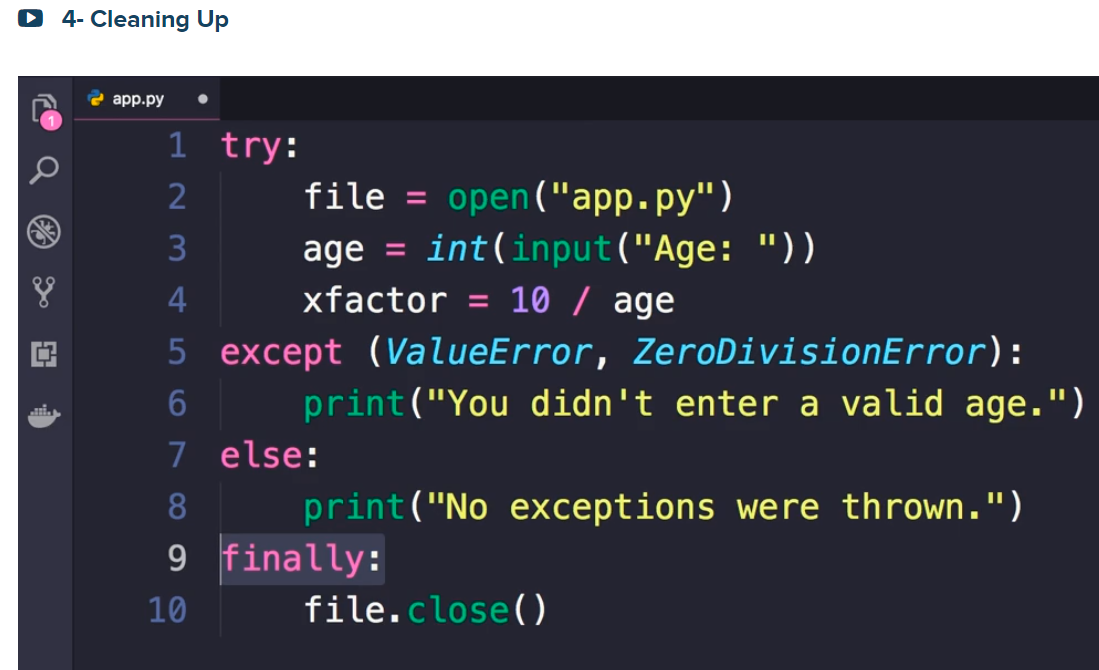 4- Cleaning Up
app.py
1
1 try:
2     file = open("app.py")
3     age = int(input("Age: "))
4     xfactor = 10 / age
5 except (ValueError, ZeroDivisionError):
6     print("You didn't enter a valid age.")
7 else:
8     print("No exceptions were thrown.")
9 finally:
10     file.close()